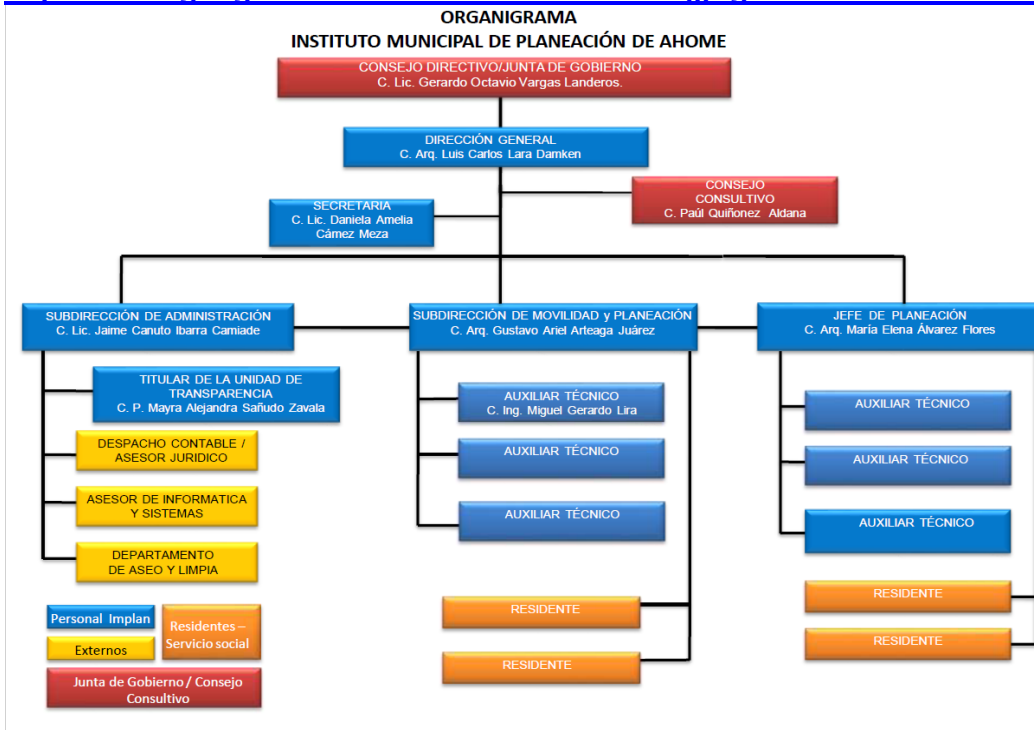 ORGANIGRAMA
INSTITUTO MUNICIPAL DE PLANEACIÓN DE AHOME
CONSEJO DIRECTIVO/JUNTA DE GOBIERNO
C. Lic. Gerardo Octavio Vargas Landeros.
DIRECCIÓN GENERAL
C. Arq. Luis Carlos Lara Damken
CONSEJO
CONSULTIVO
C. Paúl Quiñonez Aldana
SECRETARIA
C. Lic. Daniela Amelia
Cámez Meza
SUBDIRECCIÓN DE ADMINISTRACIÓN
C. Lic. Jaime Canuto Ibarra Camiade
SUBDIRECCIÓN DE MOVILIDAD y PLANEACIÓN
C. Arq. Gustavo Ariel Arteaga Juárez
JEFE DE PLANEACIÓN
C. Arq. María Elena Álvarez Flores
TITULAR DE LA UNIDAD DE
TRANSPARENCIA
C. P. Mayra Alejandra Sañudo Zavala
DESPACHO CONTABLE /
ASESOR JURIDICO
ASESOR DE INFORMATICA
Y SISTEMAS
DEPARTAMENTO
DE ASEO Y LIMPIA
AUXILIAR TÉCNICO
C. Ing. Miguel Gerardo Lira
AUXILIAR TÉCNICO
AUXILIAR TÉCNICO
RESIDENTE
RESIDENTE
AUXILIAR TÉCNICO
AUXILIAR TÉCNICO
AUXILIAR TÉCNICO
RESIDENTE
RESIDENTE
Personal Implan
Externos
Residentes –
Servicio social
Junta de Gobierno / Consejo
Consultivo